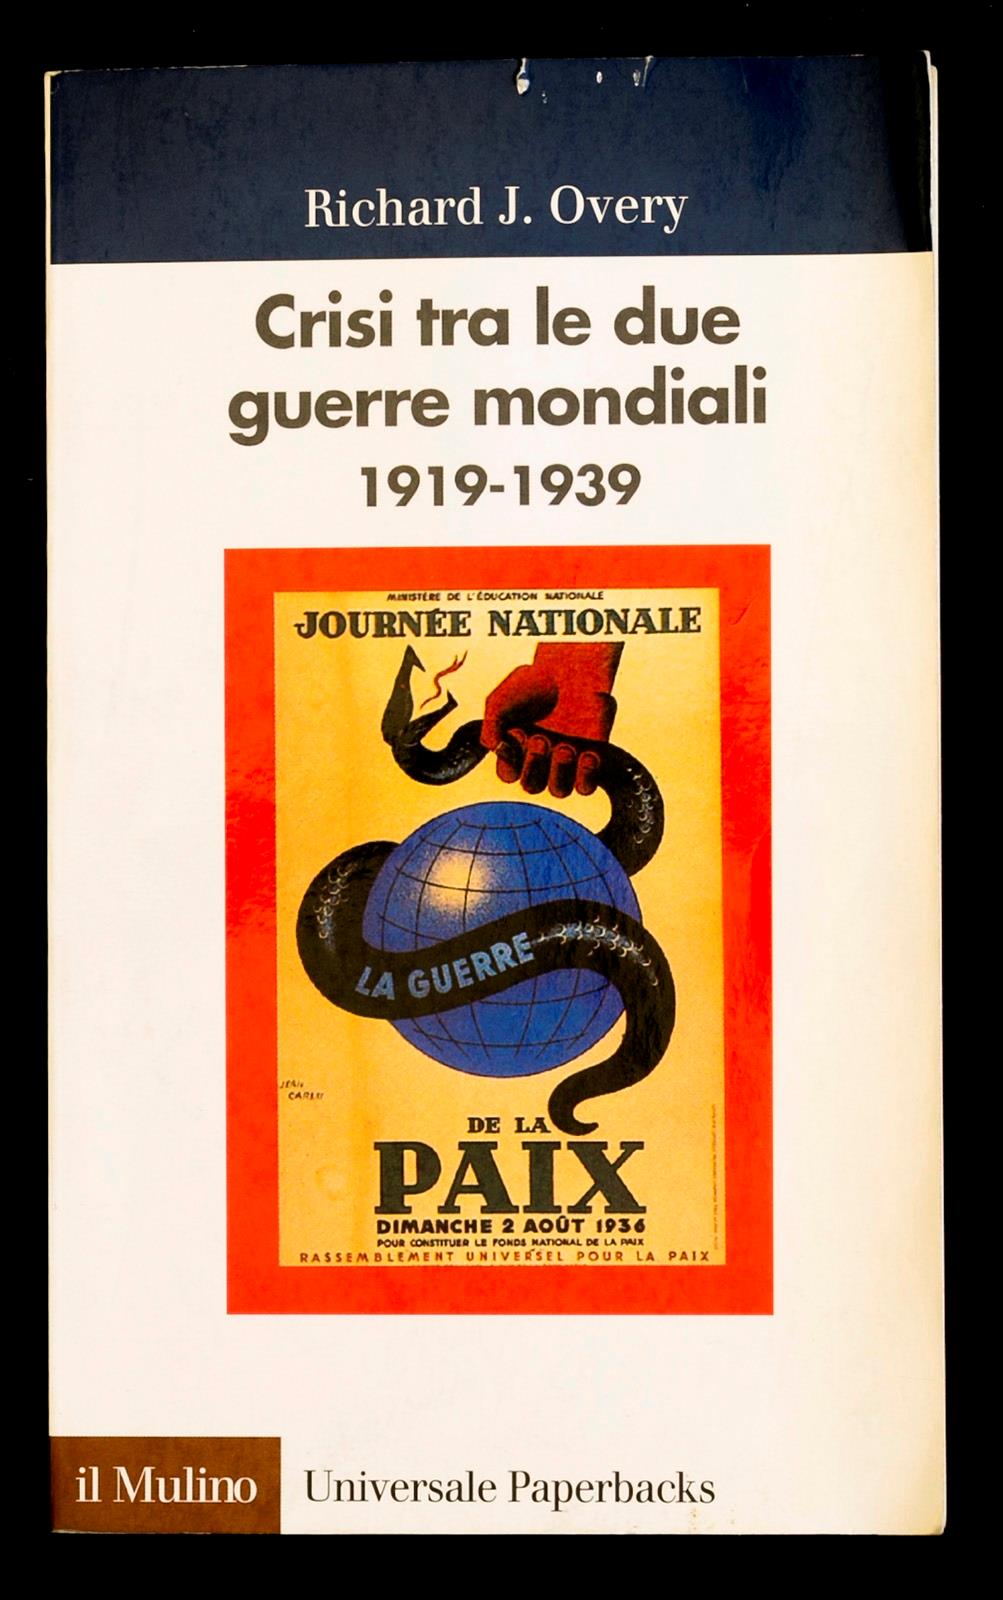 Richard J. Overy
Crisi tra le due
guerre mondiali
1919-1939
MINISTÈRE DE L'ÉDUCATION NATIONALE
JOURNÉE NATIONALE
LA GUERRE
JEAN
CARLU
DE LA
PAIX
DIMANCHE 2 AOÛT 1936
POUR CONSTITUER LE FONDS NATIONAL DE LA PAIX
RASSEMBLEMENT UNIVERSEL POUR LA PAIX
il Mulino
Universale Paperbacks